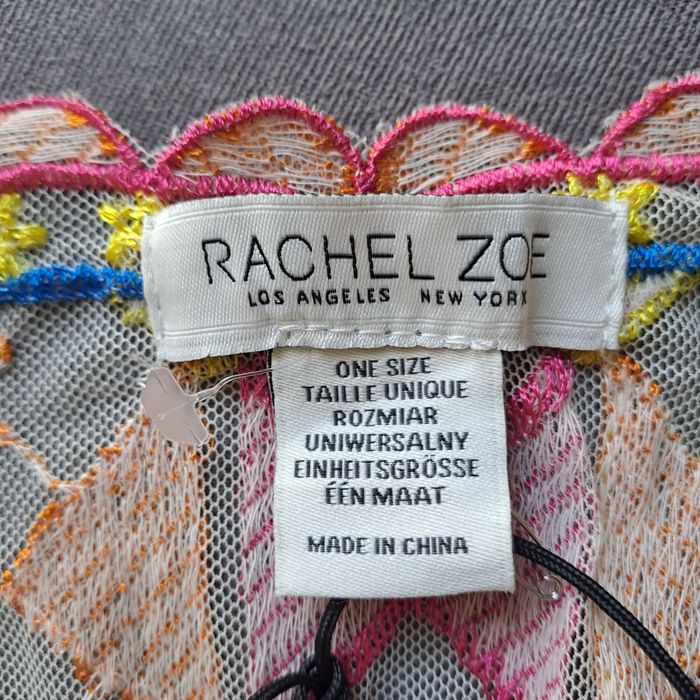 RACHEL ZOE
LOS ANGELES NEW YORK
ONE SIZE
TAILLE UNIQUE
ROZMIAR
UNIWERSALNY
EINHEITSGRÖSSE
ÉÉN MAAT
MADE IN CHINA